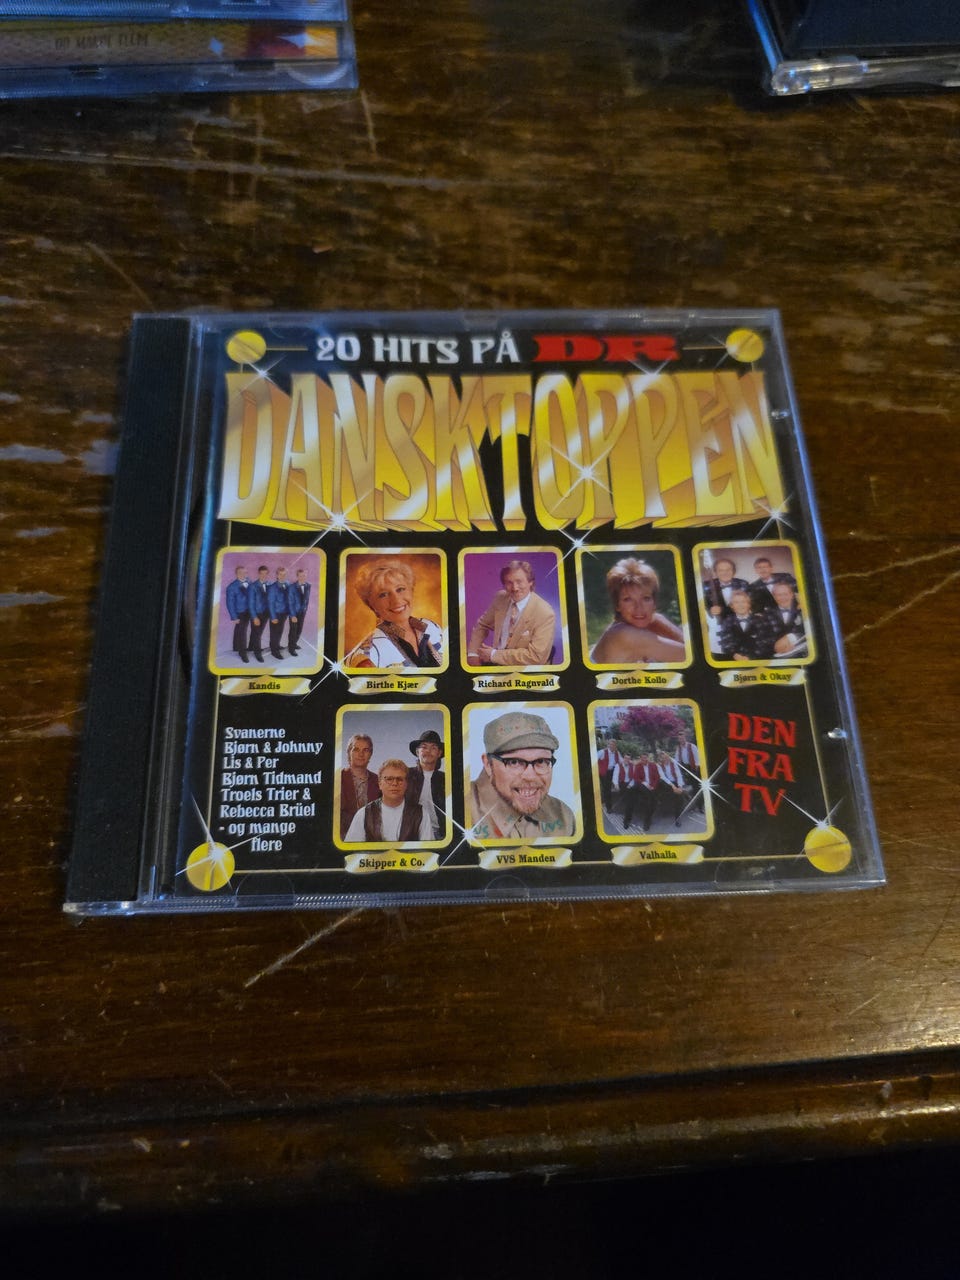 20 HITS PÅ DR
DANSKTOPPEN
Kandis
Birthe Kjær
Richard Ragnvald
Dorthe Kollo
Bjørn & Okay
Svanerne
Bjørn & Johnny
Lis & Per
Bjørn Tidmand
Troels Trier &
Rebecca Brüel
- og mange
flere
Skipper & Co.
VVS Manden
Valhalla
DEN
FRA
TV